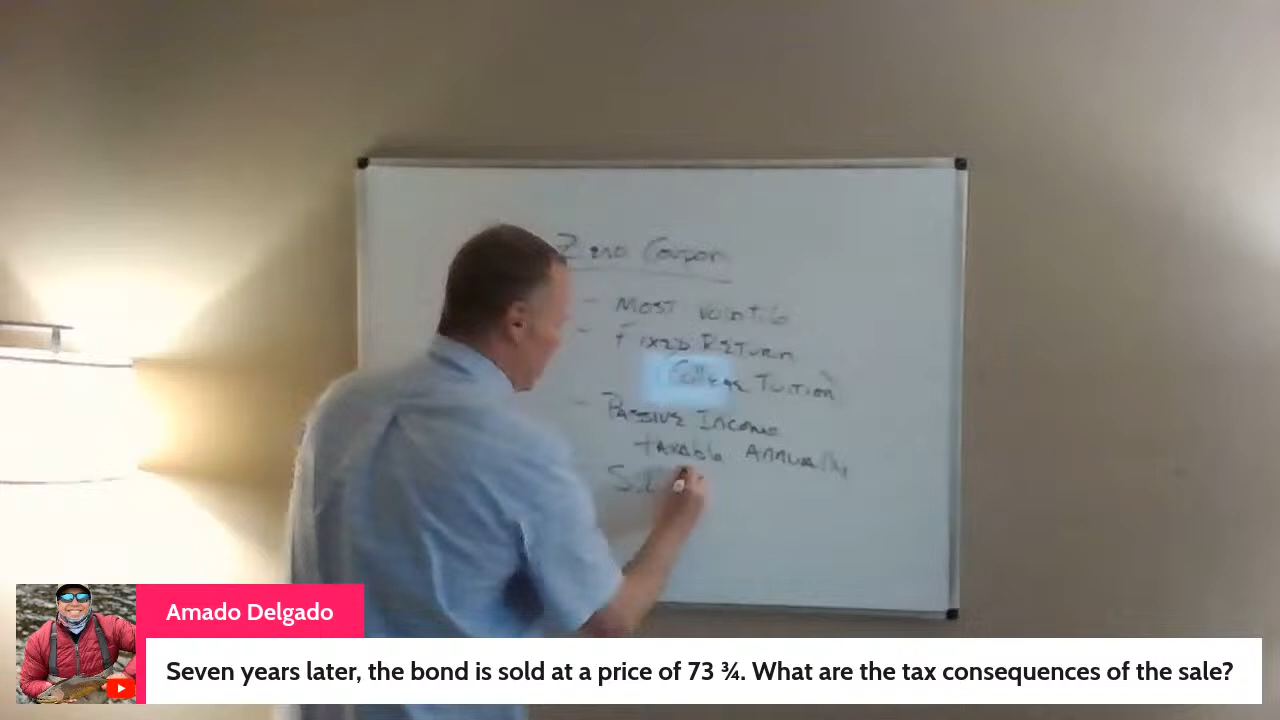 Zero Coupon
- Most Volatile
- Fixed Return
College Tuition
- Passive Income
taxable Annually
Amado Delgado
Seven years later, the bond is sold at a price of 73 ¾. What are the tax consequences of the sale?